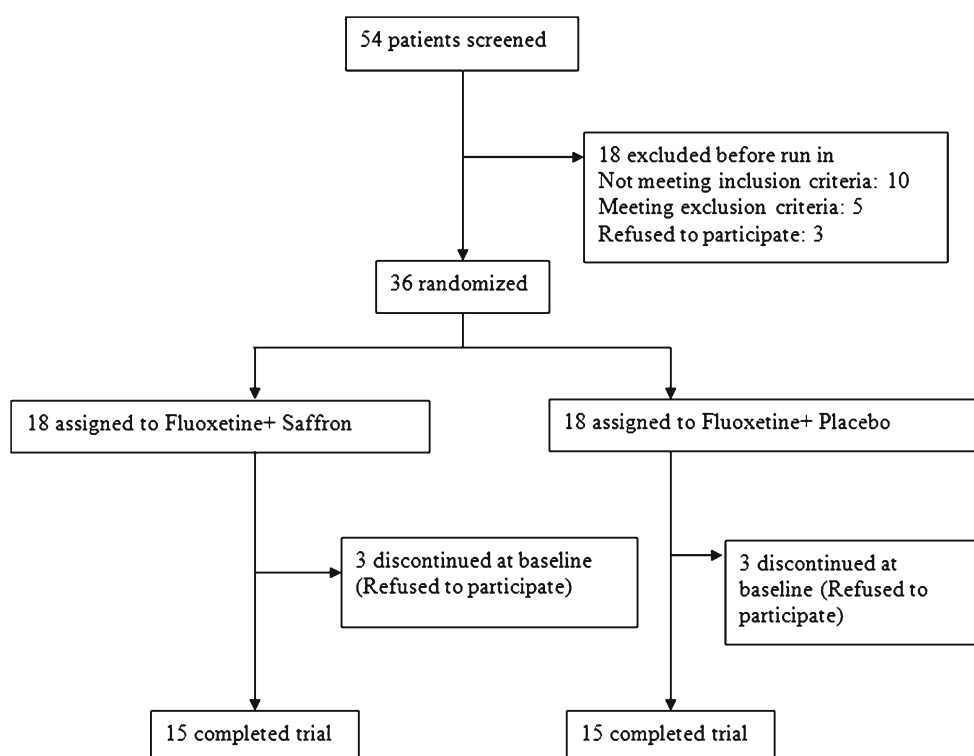 54 patients screened
18 excluded before run in
Not meeting inclusion criteria: 10
Meeting exclusion criteria: 5
Refused to participate: 3
36 randomized
18 assigned to Fluoxetine+ Saffron
18 assigned to Fluoxetine+ Placebo
3 discontinued at baseline
(Refused to participate)
3 discontinued at
baseline (Refused to
participate)
15 completed trial
15 completed trial